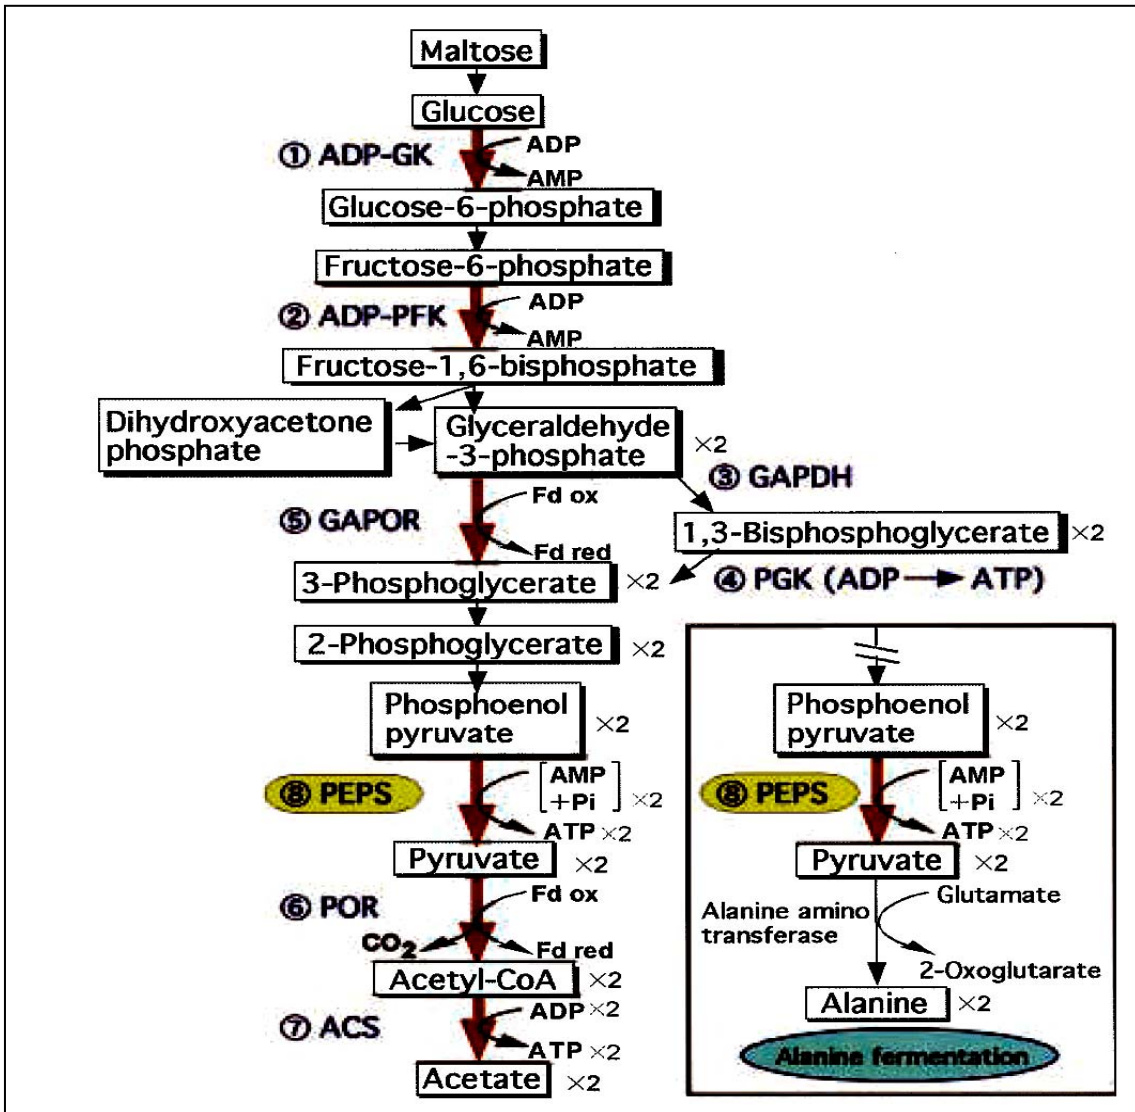 Maltose
Glucose
① ADP-GK
ADP
AMP
Glucose-6-phosphate
Fructose-6-phosphate
② ADP-PFK
ADP
AMP
Fructose-1,6-bisphosphate
Dihydroxyacetone
phosphate
Glyceraldehyde
-3-phosphate
×2
③ GAPDH
⑤ GAPOR
Fd ox
Fd red
1,3-Bisphosphoglycerate ×2
④ PGK (ADP → ATP)
3-Phosphoglycerate ×2
2-Phosphoglycerate ×2
Phosphoenol
pyruvate
×2
⑧ PEPS
[AMP
+Pi] ×2
ATP ×2
Pyruvate ×2
⑥ POR
Fd ox
CO2
Fd red
Acetyl-CoA ×2
⑦ ACS
ADP ×2
ATP ×2
Acetate ×2
Phosphoenol
pyruvate
×2
⑧ PEPS
[AMP
+Pi] ×2
ATP ×2
Pyruvate ×2
Alanine amino
transferase
Glutamate
2-Oxoglutarate
Alanine ×2
Alanine fermentation